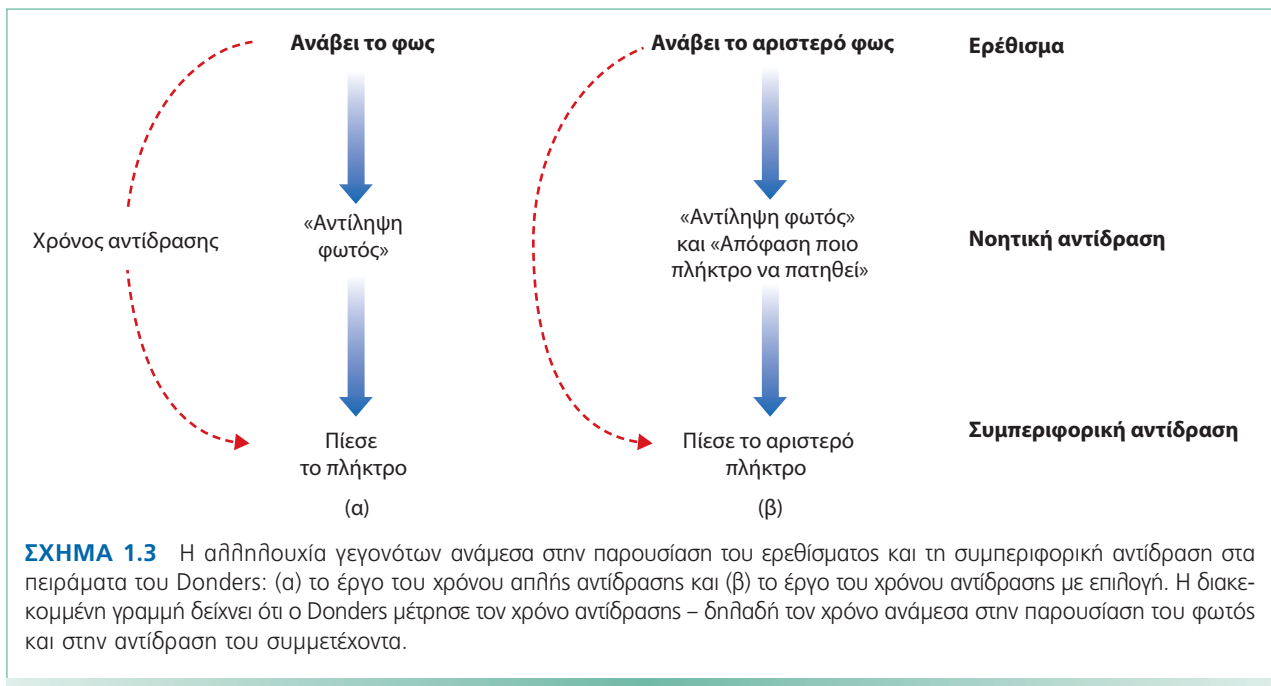 Ανάβει το φως
Ανάβει το αριστερό φως
Ερέθισμα
Χρόνος αντίδρασης
«Αντίληψη
φωτός»
«Αντίληψη φωτός»
και «Απόφαση ποιο
πλήκτρο να πατηθεί»
Νοητική αντίδραση
Πίεσε
το πλήκτρο
(α)
Πίεσε το αριστερό
πλήκτρο
(β)
Συμπεριφορική αντίδραση
ΣΧΗΜΑ 1.3 Η αλληλουχία γεγονότων ανάμεσα στην παρουσίαση του ερεθίσματος και τη συμπεριφορική αντίδραση στα
πειράματα του Donders: (α) το έργο του χρόνου απλής αντίδρασης και (β) το έργο του χρόνου αντίδρασης με επιλογή. Η διακε-
κομμένη γραμμή δείχνει ότι ο Donders μέτρησε τον χρόνο αντίδρασης – δηλαδή τον χρόνο ανάμεσα στην παρουσίαση του φωτός
και στην αντίδραση του συμμετέχοντα.